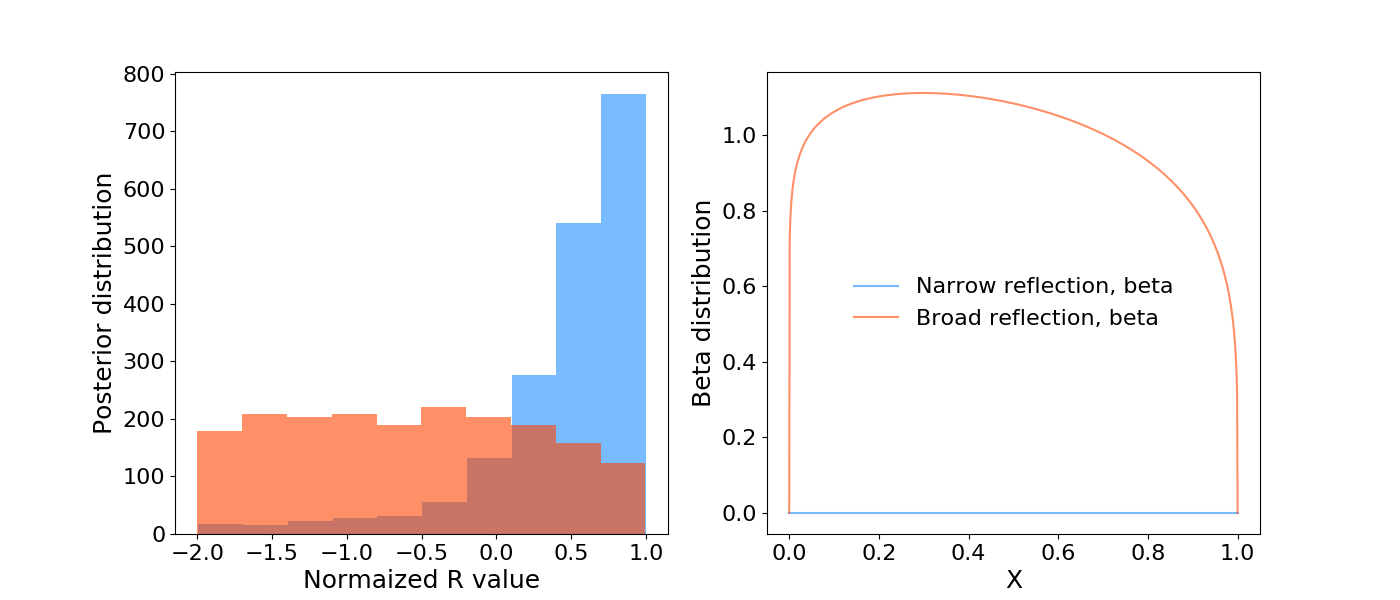 800
700
600
500
400
300
200
100
0
Posterior distribution
−2.0 −1.5 −1.0 −0.5 0.0 0.5 1.0
Normaized R value
1.0
0.8
0.6
0.4
0.2
0.0
Beta distribution
Narrow reflection, beta
Broad reflection, beta
0.0 0.2 0.4 0.6 0.8 1.0
X